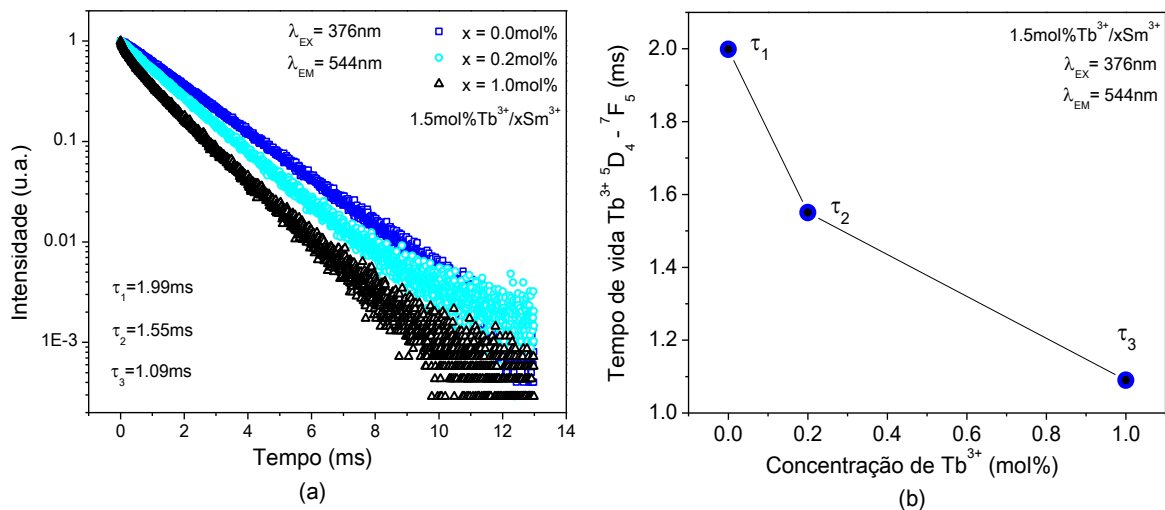 λEX= 376nm
λEM= 544nm
x = 0.0mol%
x = 0.2mol%
x = 1.0mol%
1.5mol%Tb³⁺/xSm³⁺
τ₁=1.99ms
τ₂=1.55ms
τ₃=1.09ms
1
0.1
0.01
1E-3
Intensidade (u.a.)
0 2 4 6 8 10 12 14
Tempo (ms)
(a)
1.5mol%Tb³⁺/xSm³⁺
λEX= 376nm
λEM= 544nm
τ₁
τ₂
τ₃
2.0
1.8
1.6
1.4
1.2
1.0
Tempo de vida Tb³⁺ ⁵D₄ - ⁷F₅ (ms)
0.0 0.2 0.4 0.6 0.8 1.0
Concentração de Tb³⁺ (mol%)
(b)